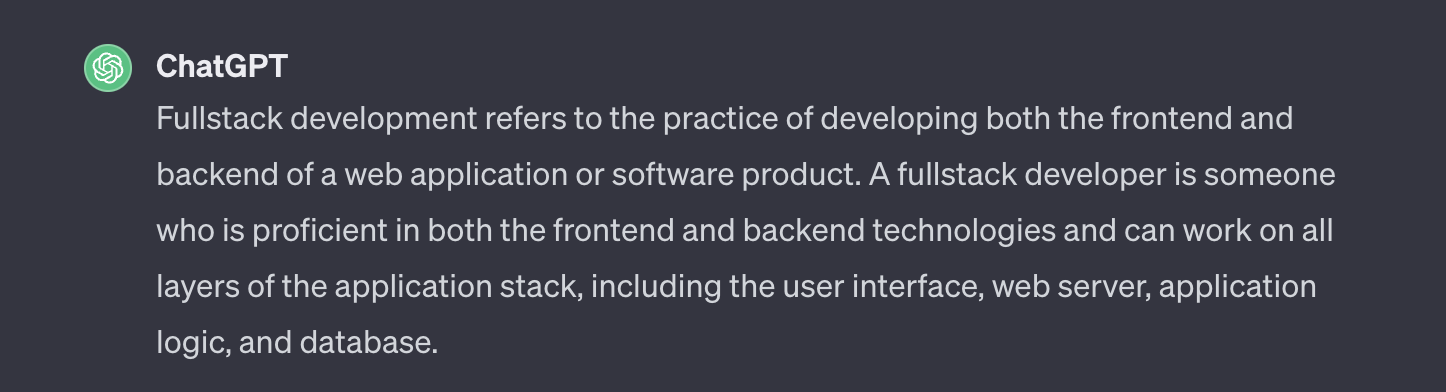 ChatGPT
Fullstack development refers to the practice of developing both the frontend and
backend of a web application or software product. A fullstack developer is someone
who is proficient in both the frontend and backend technologies and can work on all
layers of the application stack, including the user interface, web server, application
logic, and database.